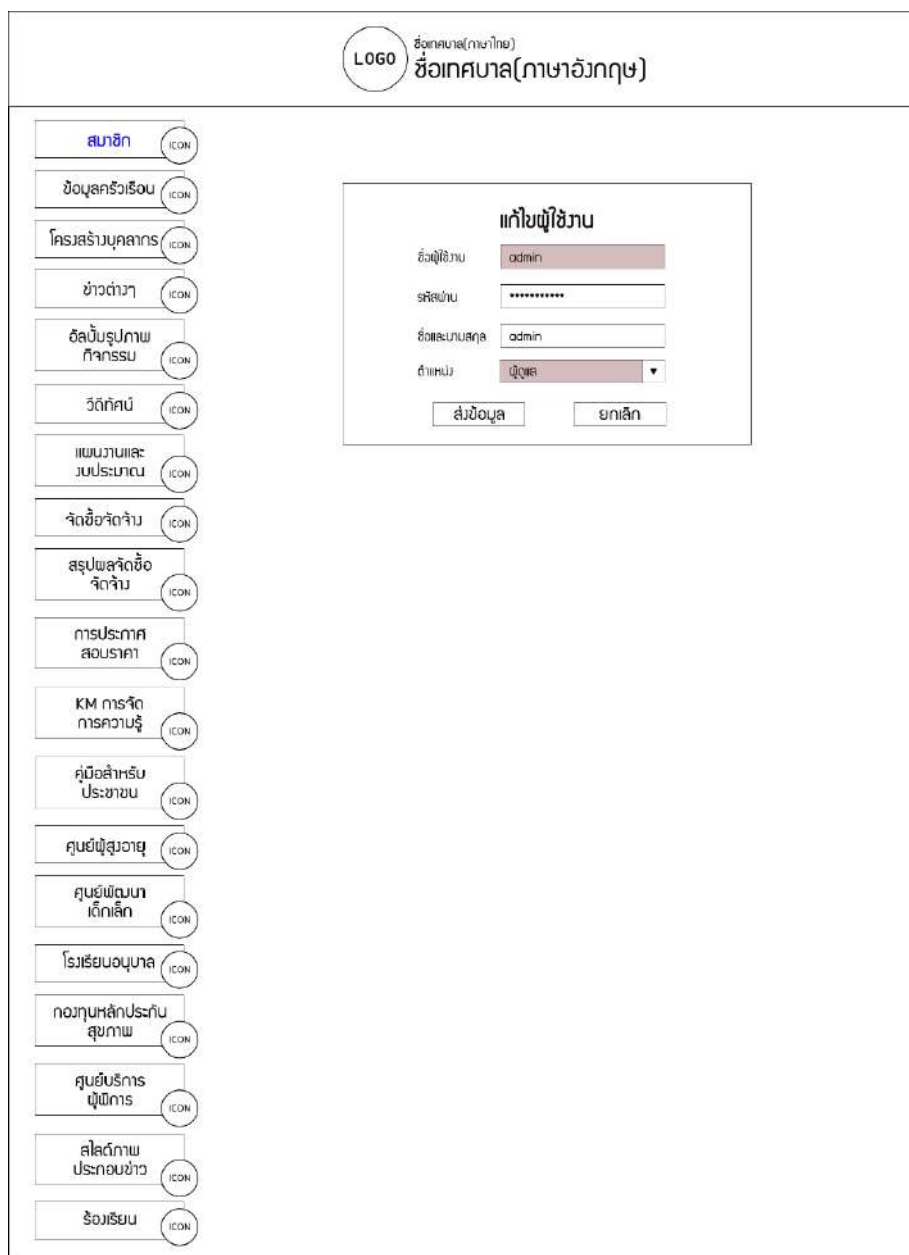 LOGO
ชื่อเทศบาล(ภาษาไทย)
ชื่อเทศบาล(ภาษาอังกฤษ)
สมาชิก
ICON
ข้อมูลครัวเรือน
ICON
โครงสร้างบุคลากร
ICON
ข่าวต่างๆ
ICON
อัลบั้มรูปภาพ
กิจกรรม
ICON
วีดิทัศน์
ICON
แผนงานและ
งบประมาณ
ICON
จัดซื้อจัดจ้าง
ICON
สรุปผลจัดซื้อ
จัดจ้าง
ICON
การประกาศ
สอบราคา
ICON
KM การจัด
การความรู้
ICON
คู่มือสำหรับ
ประชาชน
ICON
ศูนย์ผู้สูงอายุ
ICON
ศูนย์พัฒนา
เด็กเล็ก
ICON
โรงเรียนอนุบาล
ICON
กองทุนหลักประกัน
สุขภาพ
ICON
ศูนย์บริการ
ผู้พิการ
ICON
สไลด์ภาพ
ประกอบข่าว
ICON
ร้องเรียน
ICON
แก้ไขผู้ใช้งาน
ชื่อผู้ใช้งาน admin
รหัสผ่าน •••••••••••
ชื่อและนามสกุล admin
ตำแหน่ง ผู้ดูแล ▼
ส่งข้อมูล ยกเลิก